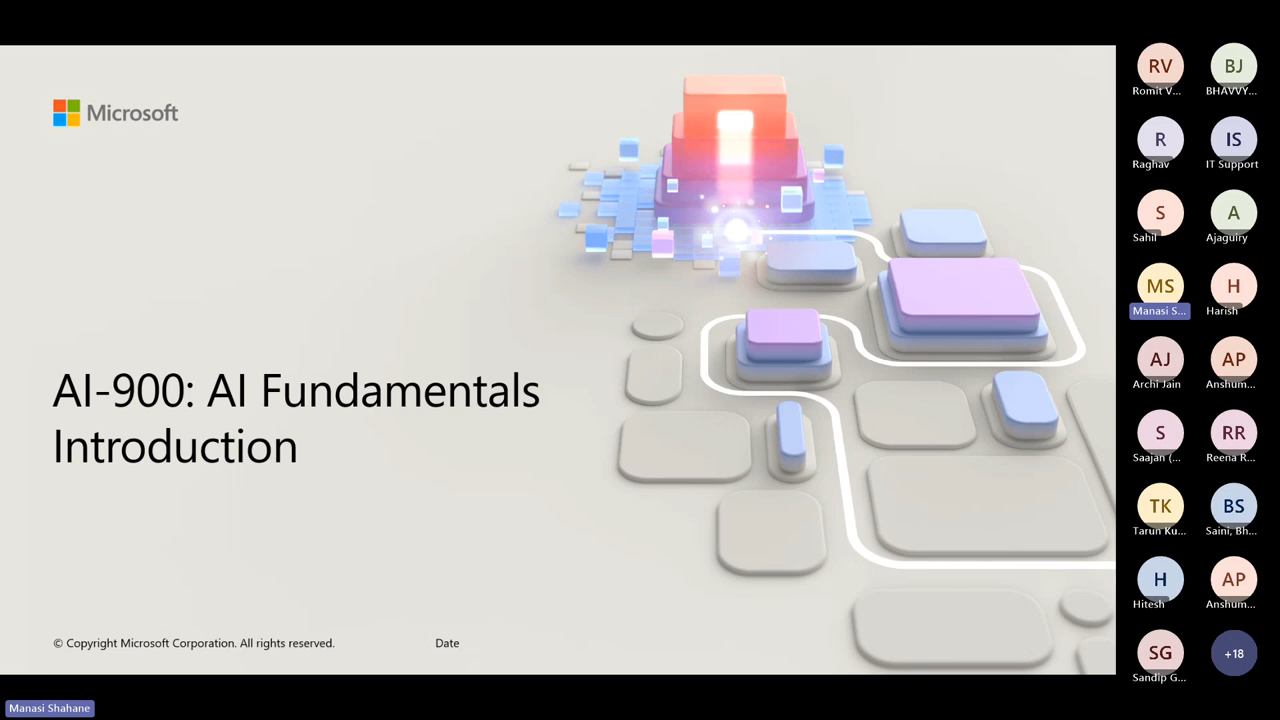 Microsoft
AI-900: AI Fundamentals
Introduction
© Copyright Microsoft Corporation. All rights reserved.
Date
RV
Romit V...
BJ
BHAVVY...
R
Raghav
IS
IT Support
S
Sahil
A
Ajaguiry
MS
Manasi S...
H
Harish
AJ
Archi Jain
AP
Anshum...
S
Saajan (...
RR
Reena R...
TK
Tarun Ku...
BS
Saini, Bh...
H
Hitesh
AP
Anshum...
SG
Sandip G...
+18
Manasi Shahane